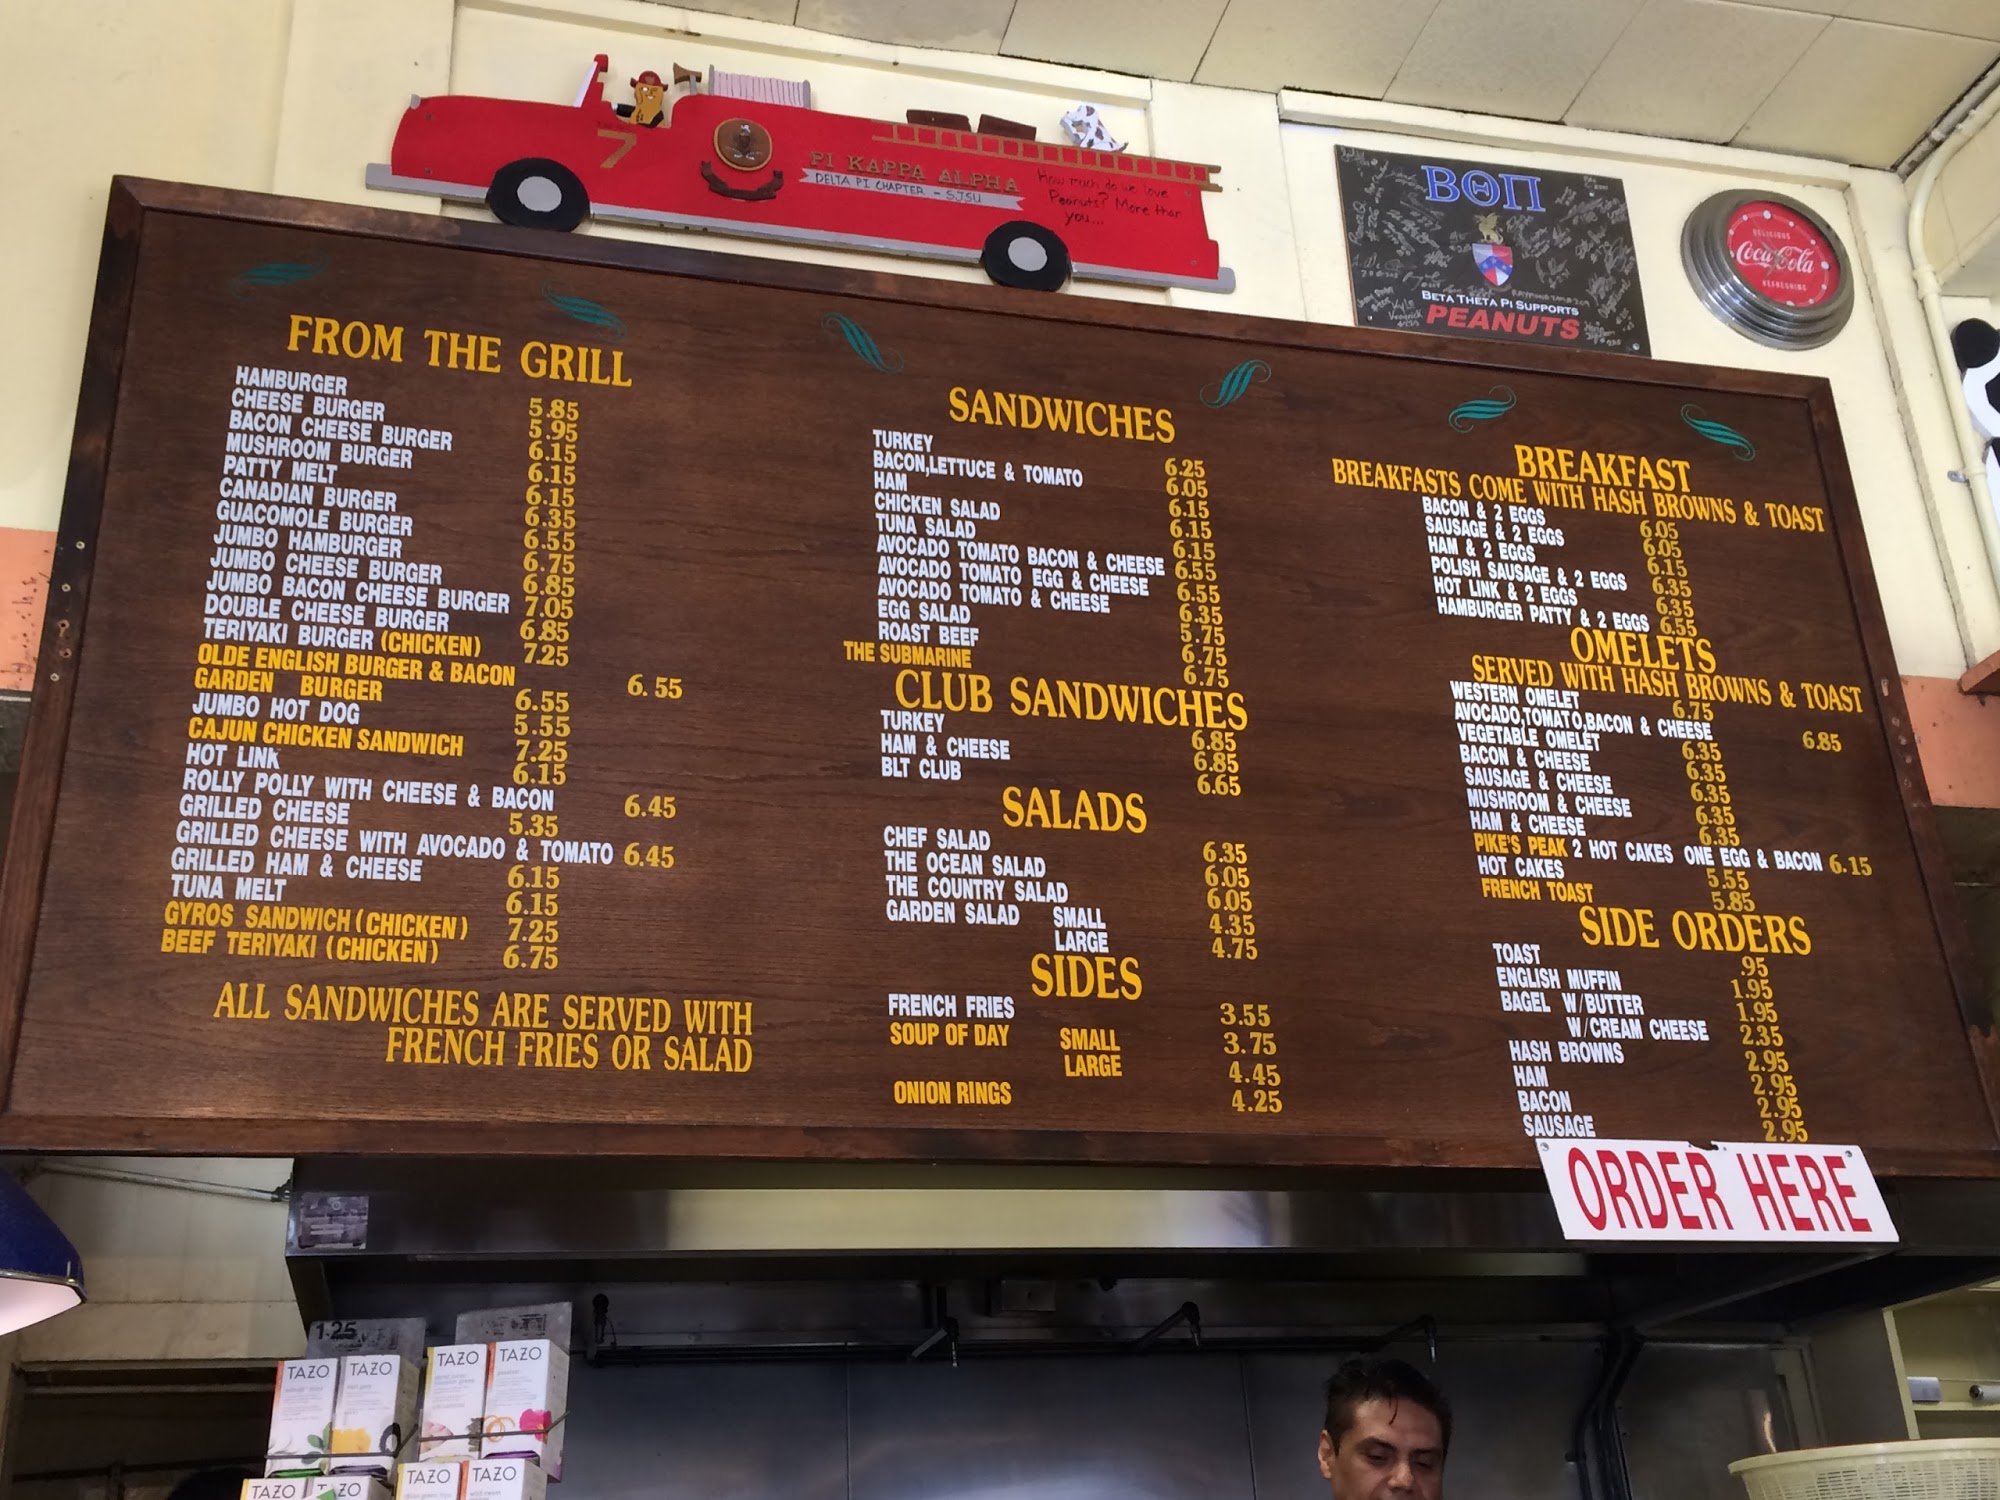 7
PI KAPPA ALPHA
DELTA PI CHAPTER - SJSU
How much do we love
Peanuts? More than
you...
ΒΘΠ
BETA THETA PI SUPPORTS
PEANUTS
DELICIOUS
Coca-Cola
REFRESHING
FROM THE GRILL
HAMBURGER 5.85
CHEESE BURGER 5.95
BACON CHEESE BURGER 6.15
MUSHROOM BURGER 6.15
PATTY MELT 6.15
CANADIAN BURGER 6.35
GUACOMOLE BURGER 6.55
JUMBO HAMBURGER 6.75
JUMBO CHEESE BURGER 6.85
JUMBO BACON CHEESE BURGER 7.05
DOUBLE CHEESE BURGER 6.85
TERIYAKI BURGER (CHICKEN) 7.25
OLDE ENGLISH BURGER & BACON 6.55
GARDEN BURGER 6.55
JUMBO HOT DOG 5.55
CAJUN CHICKEN SANDWICH 7.25
HOT LINK 6.15
ROLLY POLLY WITH CHEESE & BACON 6.45
GRILLED CHEESE 5.35
GRILLED CHEESE WITH AVOCADO & TOMATO 6.45
GRILLED HAM & CHEESE 6.15
TUNA MELT 6.15
GYROS SANDWICH (CHICKEN) 7.25
BEEF TERIYAKI (CHICKEN) 6.75
ALL SANDWICHES ARE SERVED WITH
FRENCH FRIES OR SALAD
SANDWICHES
TURKEY 6.25
BACON,LETTUCE & TOMATO 6.05
HAM 6.15
CHICKEN SALAD 6.15
TUNA SALAD 6.15
AVOCADO TOMATO BACON & CHEESE 6.55
AVOCADO TOMATO EGG & CHEESE 6.55
AVOCADO TOMATO & CHEESE 6.35
EGG SALAD 5.75
ROAST BEEF 6.75
THE SUBMARINE 6.75
CLUB SANDWICHES
TURKEY 6.85
HAM & CHEESE 6.85
BLT CLUB 6.65
SALADS
CHEF SALAD 6.35
THE OCEAN SALAD 6.05
THE COUNTRY SALAD 6.05
GARDEN SALAD SMALL 4.35
LARGE 4.75
SIDES
FRENCH FRIES 3.55
SOUP OF DAY SMALL 3.75
LARGE 4.45
ONION RINGS 4.25
BREAKFAST
BREAKFASTS COME WITH HASH BROWNS & TOAST
BACON & 2 EGGS 6.05
SAUSAGE & 2 EGGS 6.05
HAM & 2 EGGS 6.15
POLISH SAUSAGE & 2 EGGS 6.35
HOT LINK & 2 EGGS 6.35
HAMBURGER PATTY & 2 EGGS 6.55
OMELETS
SERVED WITH HASH BROWNS & TOAST
WESTERN OMELET 6.75
AVOCADO,TOMATO,BACON & CHEESE 6.85
VEGETABLE OMELET 6.35
BACON & CHEESE 6.35
SAUSAGE & CHEESE 6.35
MUSHROOM & CHEESE 6.35
HAM & CHEESE 6.35
PIKE'S PEAK 2 HOT CAKES ONE EGG & BACON 6.15
HOT CAKES 5.55
FRENCH TOAST 5.85
SIDE ORDERS
TOAST .95
ENGLISH MUFFIN 1.95
BAGEL W/BUTTER 1.95
W/CREAM CHEESE 2.35
HASH BROWNS 2.95
HAM 2.95
BACON 2.95
SAUSAGE 2.95
ORDER HERE
1.25
TAZO
TAZO
TAZO
TAZO
TAZO
TAZO
TAZO